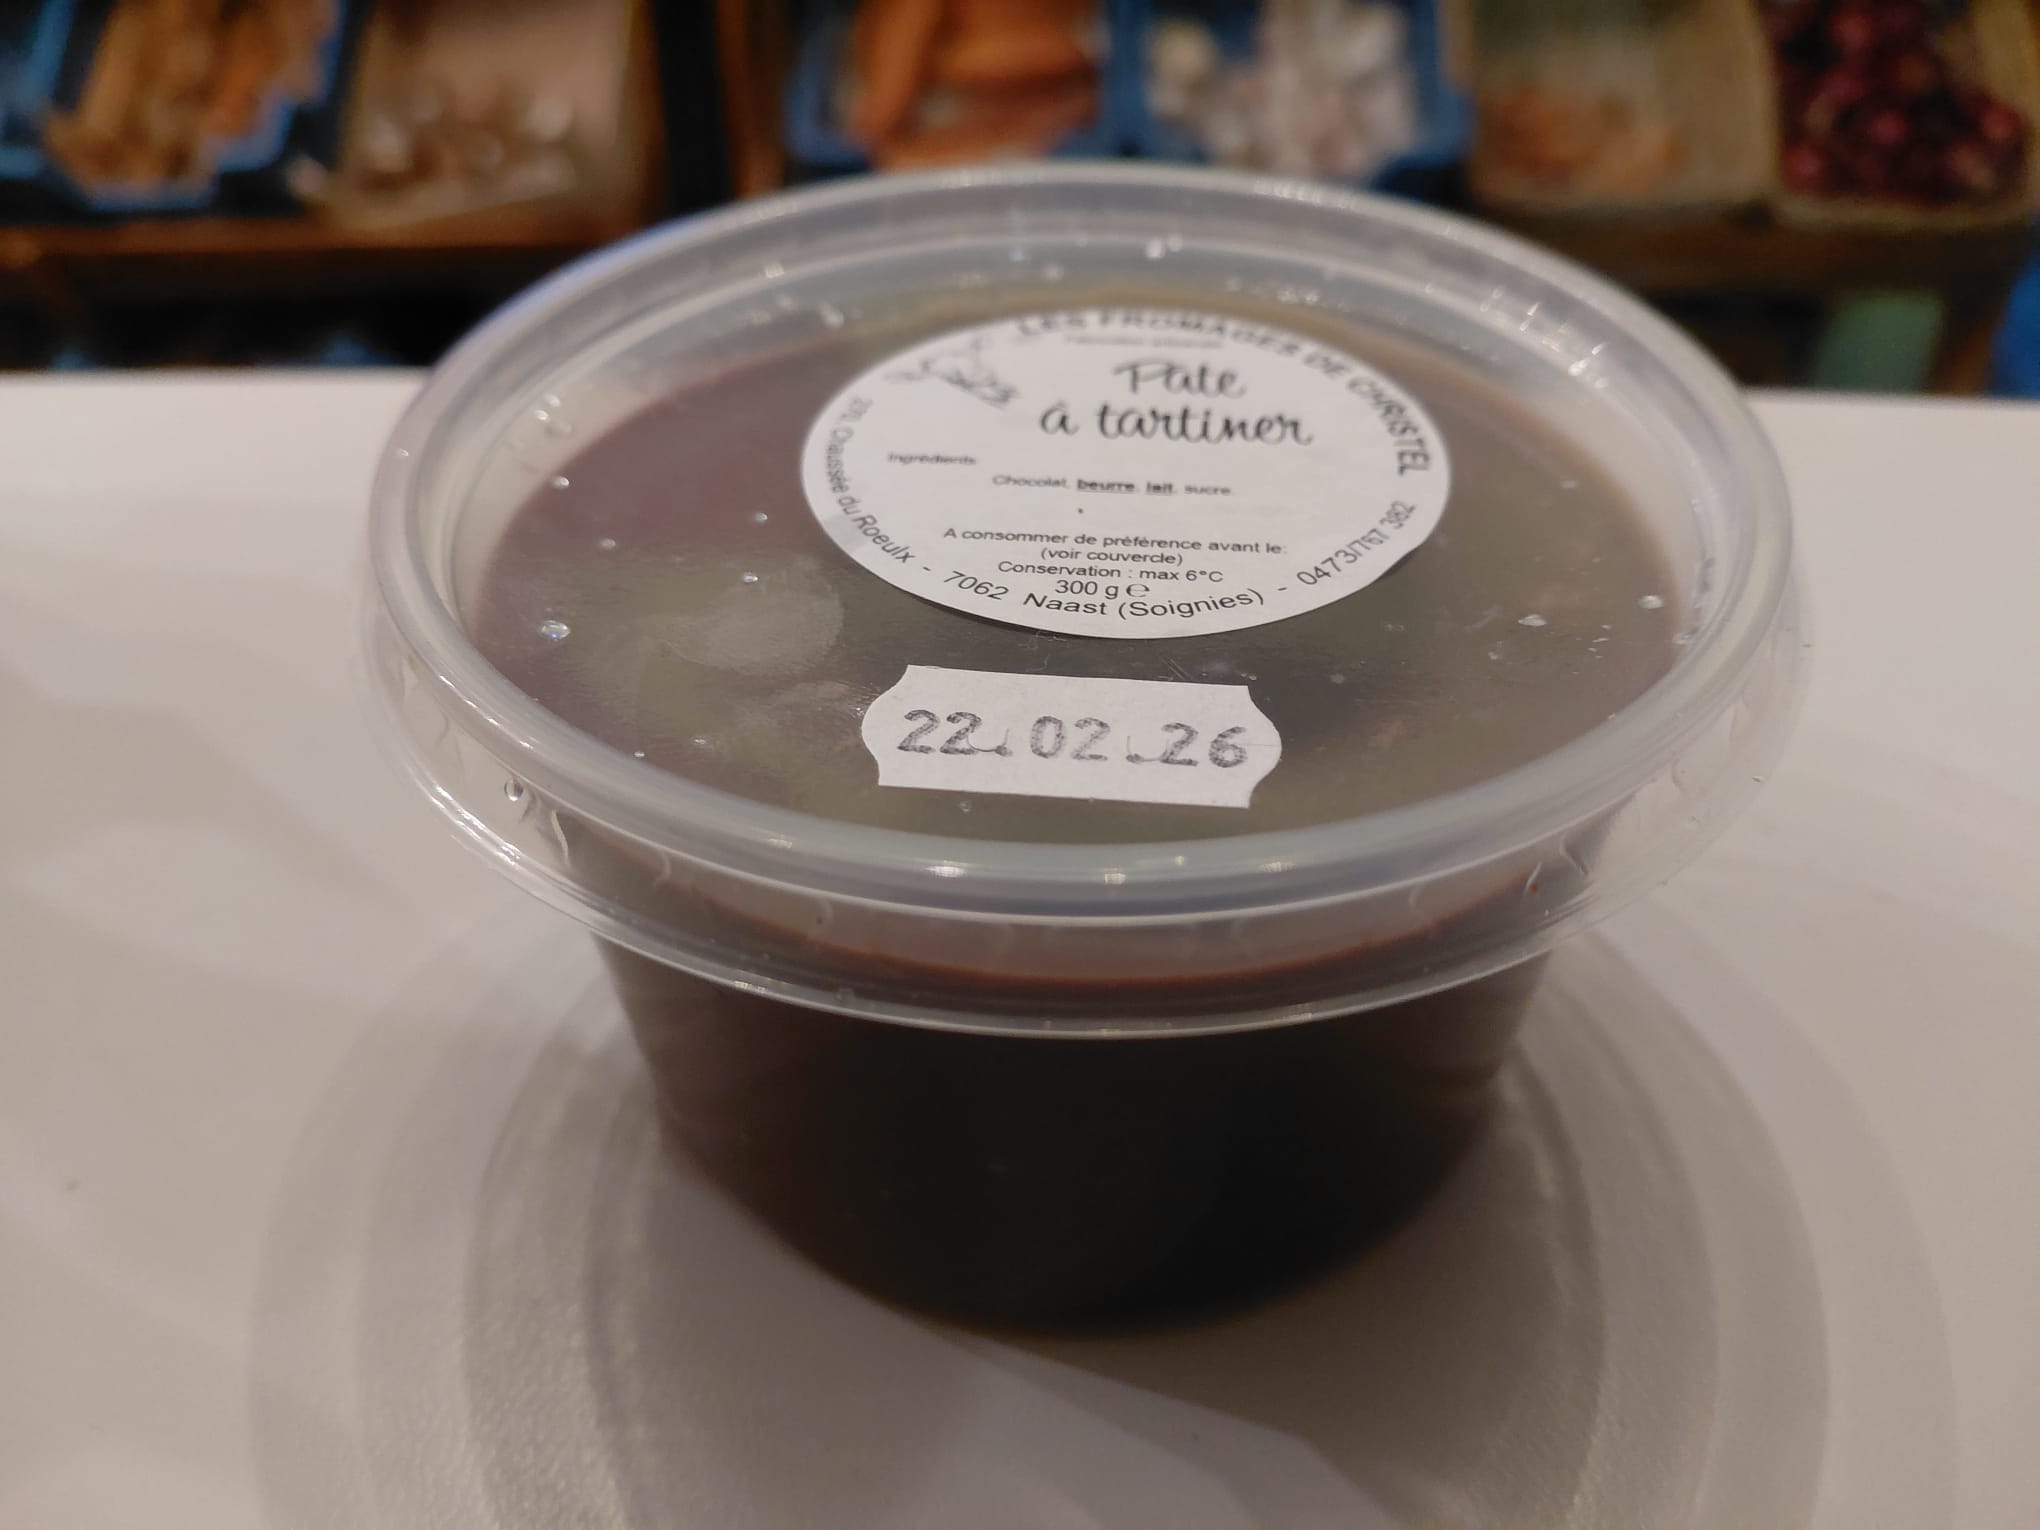 LES FROMAGES DE CHRISTEL
Pâte
à tartiner
Ingrédients
Chocolat, beurre, lait, sucre.
A consommer de préférence avant le:
(voir couvercle)
Conservation : max 6°C
300 g ℮
Chaussée du Roeulx - 7062 Naast (Soignies) - 0473/767 382
22.02.26